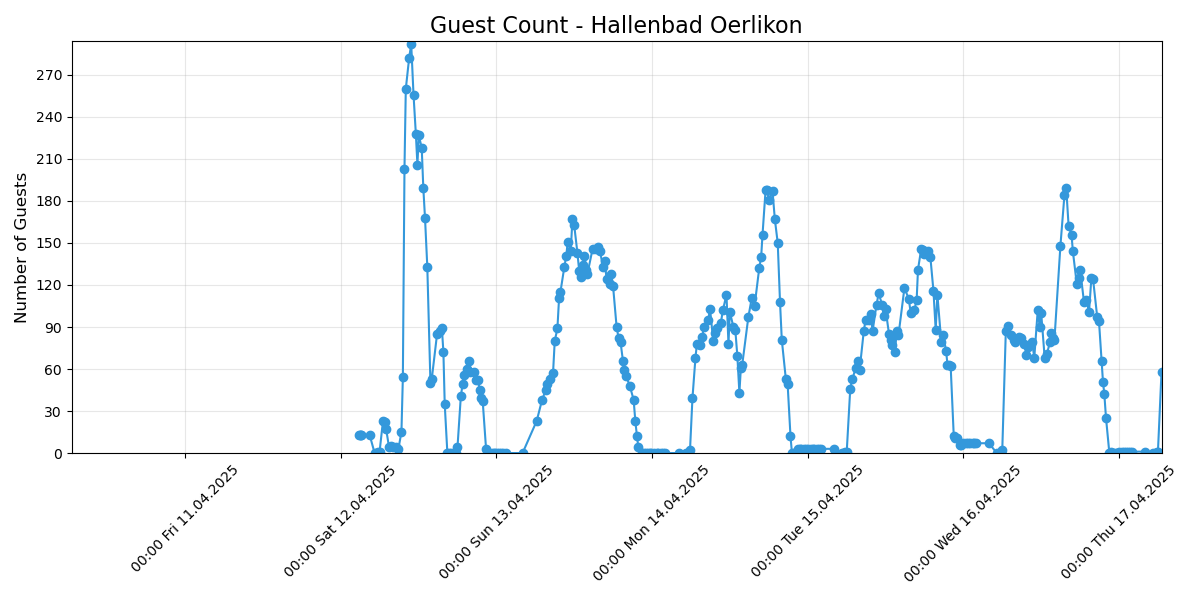 Guest Count - Hallenbad Oerlikon
Number of Guests
270
240
210
180
150
120
90
60
30
0
00:00 Fri 11.04.2025
00:00 Sat 12.04.2025
00:00 Sun 13.04.2025
00:00 Mon 14.04.2025
00:00 Tue 15.04.2025
00:00 Wed 16.04.2025
00:00 Thu 17.04.2025